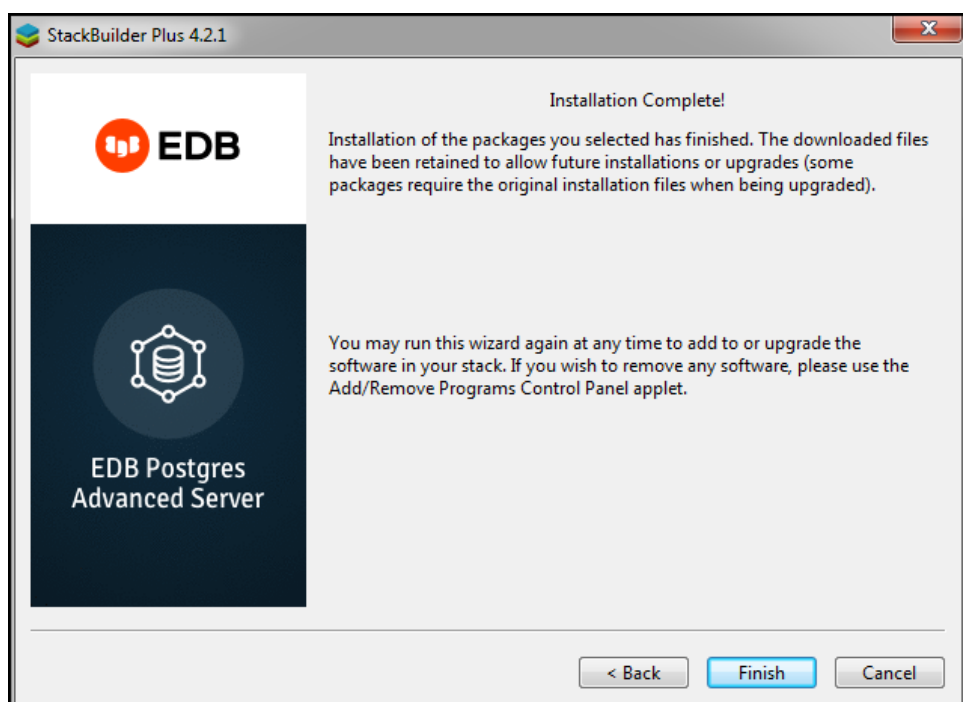 StackBuilder Plus 4.2.1
EDB
EDB Postgres
Advanced Server
Installation Complete!
Installation of the packages you selected has finished. The downloaded files
have been retained to allow future installations or upgrades (some
packages require the original installation files when being upgraded).
You may run this wizard again at any time to add to or upgrade the
software in your stack. If you wish to remove any software, please use the
Add/Remove Programs Control Panel applet.
< Back
Finish
Cancel